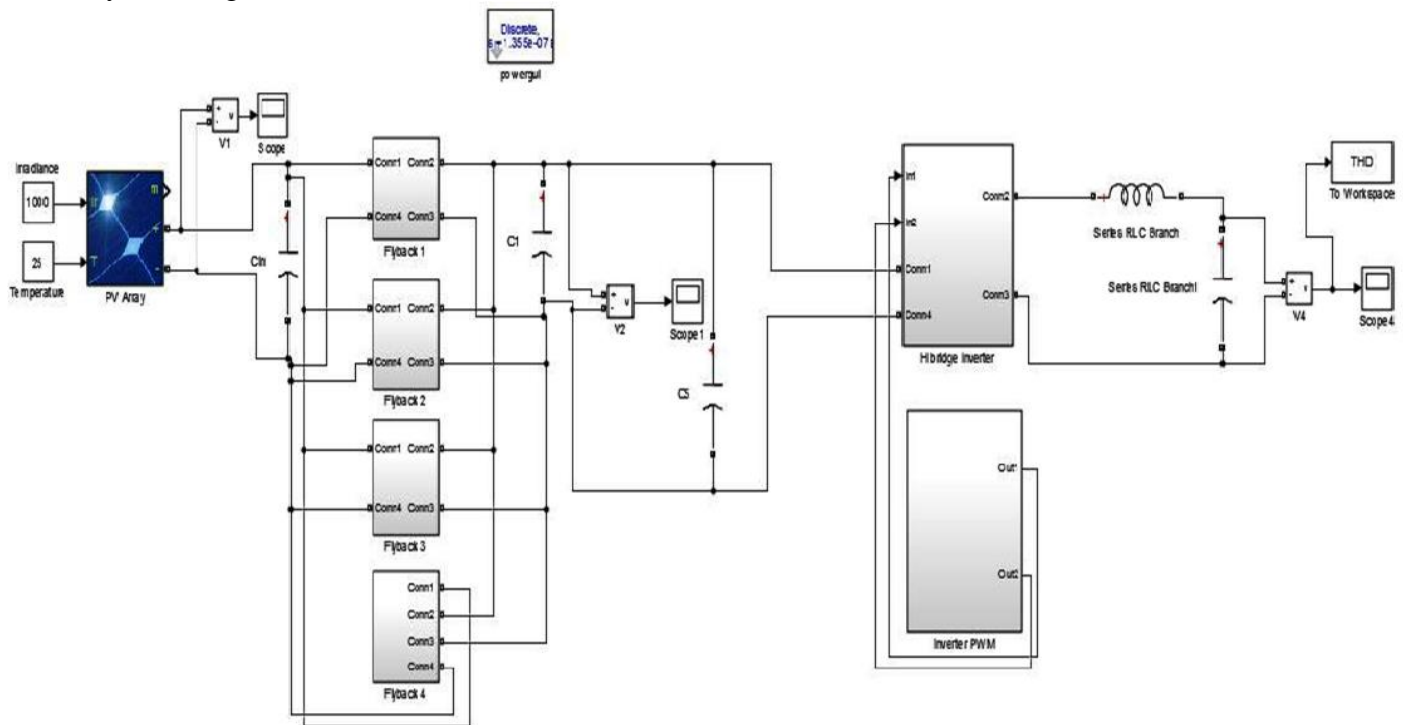 Discrete,
powergui
V1
Scope
Irradiance
1000
Ir
m
+
-
25
T
Temperature
PV Array
Cin
Conn1 Conn2
Conn4 Conn3
Flyback 1
Conn1 Conn2
Conn4 Conn3
Flyback 2
Conn1 Conn2
Conn4 Conn3
Flyback 3
Conn1
Conn2
Conn3
Conn4
Flyback 4
C1
+
-
v
V2
Scope1
C5
In1
In2
Conn1
Conn4
Conn2
Conn3
H bridge Inverter
Out1
Out2
Inverter PWM
Series RLC Branch
Series RLC Branch1
+
-
v
V4
THD
To Workspace
Scope4